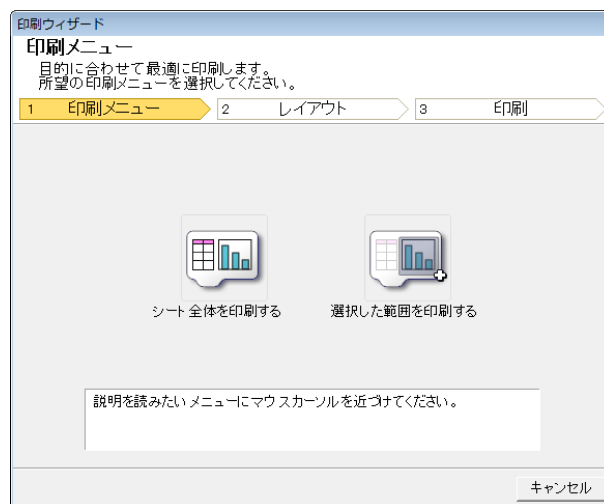 印刷ウィザード
印刷メニュー
目的に合わせて最適に印刷します。
所望の印刷メニューを選択してください。
1 印刷メニュー 2 レイアウト 3 印刷
シート全体を印刷する 選択した範囲を印刷する
説明を読みたいメニューにマウスカーソルを近づけてください。
キャンセル